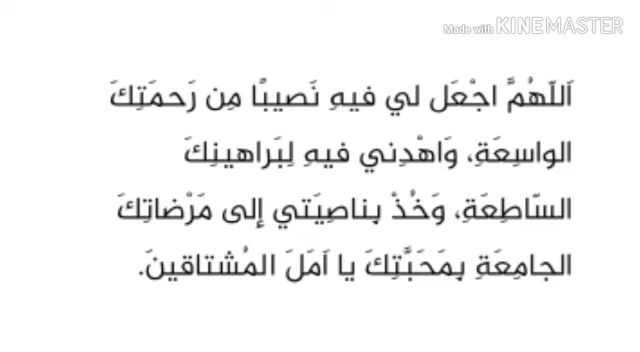 Made with KINEMASTER
اَللّهُمَّ اجْعَل لي فيهِ نَصيبًا مِن رَحمَتِكَ
الواسِعَةِ، وَاهْدِني فيهِ لِبَراهينِكَ
السّاطِعَةِ، وَخُذْ بِناصِيَتي إلى مَرْضاتِكَ
الجامِعَةِ بِمَحَبَّتِكَ يا اَمَلَ المُشتاقينَ.